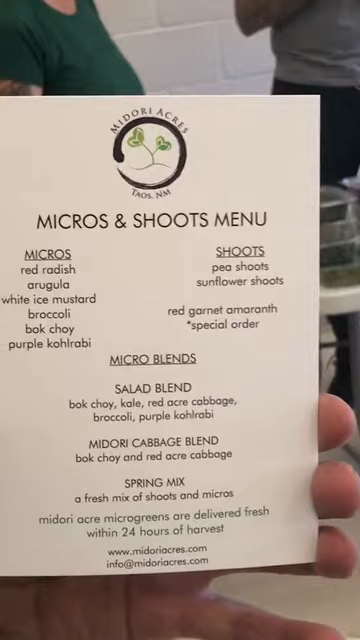 MIDORI ACRES
TAOS, NM
MICROS & SHOOTS MENU
MICROS
red radish
arugula
white ice mustard
broccoli
bok choy
purple kohlrabi
SHOOTS
pea shoots
sunflower shoots
red garnet amaranth
*special order
MICRO BLENDS
SALAD BLEND
bok choy, kale, red acre cabbage,
broccoli, purple kohlrabi
MIDORI CABBAGE BLEND
bok choy and red acre cabbage
SPRING MIX
a fresh mix of shoots and micros
midori acre microgreens are delivered fresh
within 24 hours of harvest
www.midoriacres.com
info@midoriacres.com